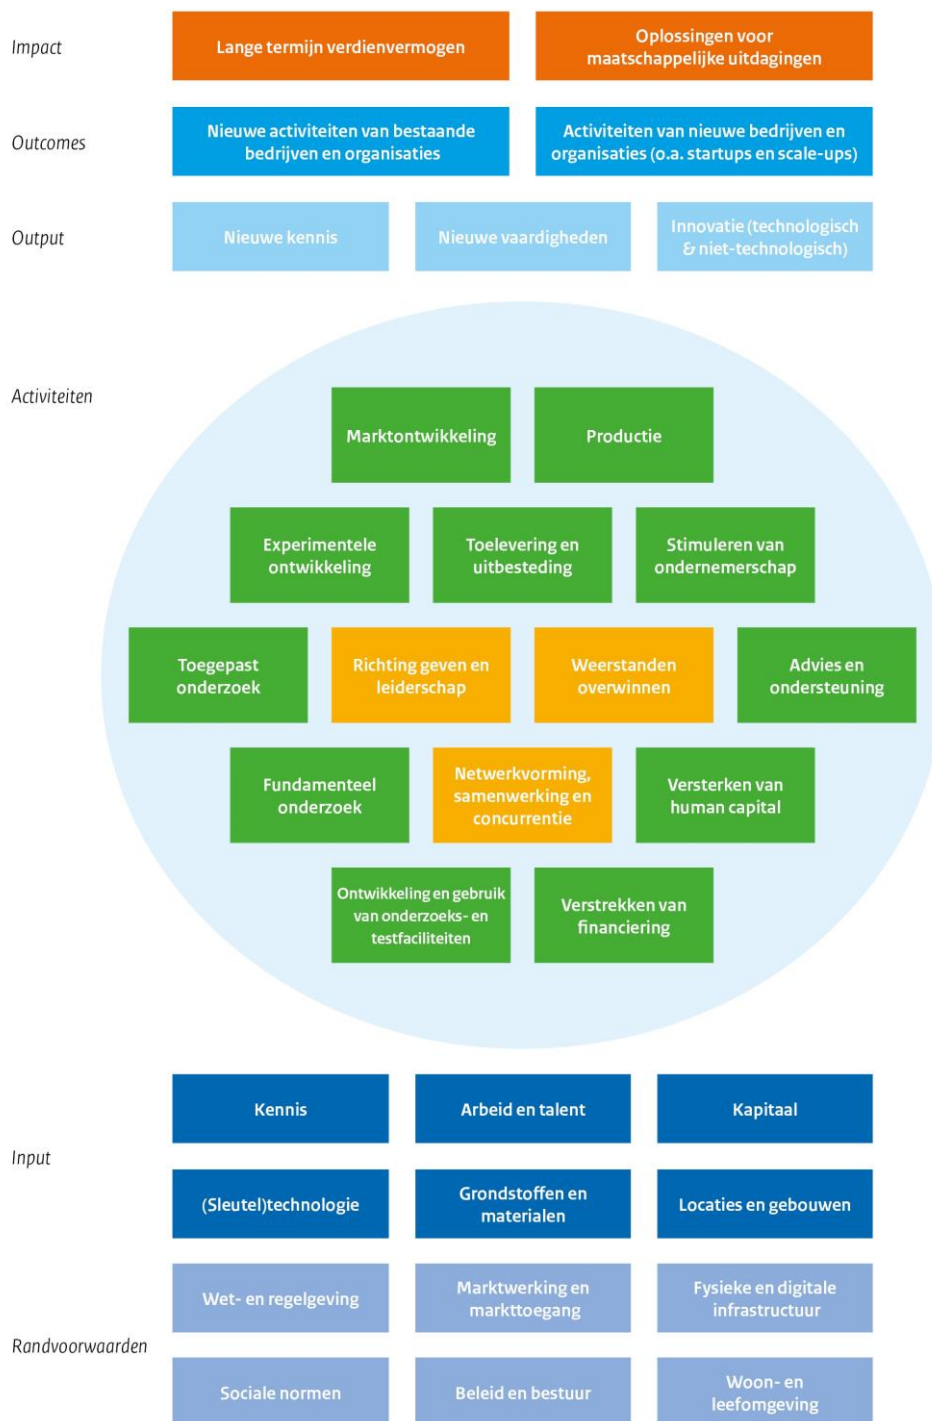 Impact
Lange termijn verdienvermogen
Oplossingen voor
maatschappelijke uitdagingen
Outcomes
Nieuwe activiteiten van bestaande
bedrijven en organisaties
Activiteiten van nieuwe bedrijven en
organisaties (o.a. startups en scale-ups)
Output
Nieuwe kennis
Nieuwe vaardigheden
Innovatie (technologisch
& niet-technologisch)
Activiteiten
Marktontwikkeling
Productie
Experimentele
ontwikkeling
Toelevering en
uitbesteding
Stimuleren van
ondernemerschap
Toegepast
onderzoek
Richting geven en
leiderschap
Weerstanden
overwinnen
Advies en
ondersteuning
Fundamenteel
onderzoek
Netwerkvorming,
samenwerking en
concurrentie
Versterken van
human capital
Ontwikkeling en gebruik
van onderzoeks- en
testfaciliteiten
Verstrekken van
financiering
Input
Kennis
Arbeid en talent
Kapitaal
(Sleutel)technologie
Grondstoffen en
materialen
Locaties en gebouwen
Randvoorwaarden
Wet- en regelgeving
Marktwerking en
markttoegang
Fysieke en digitale
infrastructuur
Sociale normen
Beleid en bestuur
Woon- en
leefomgeving